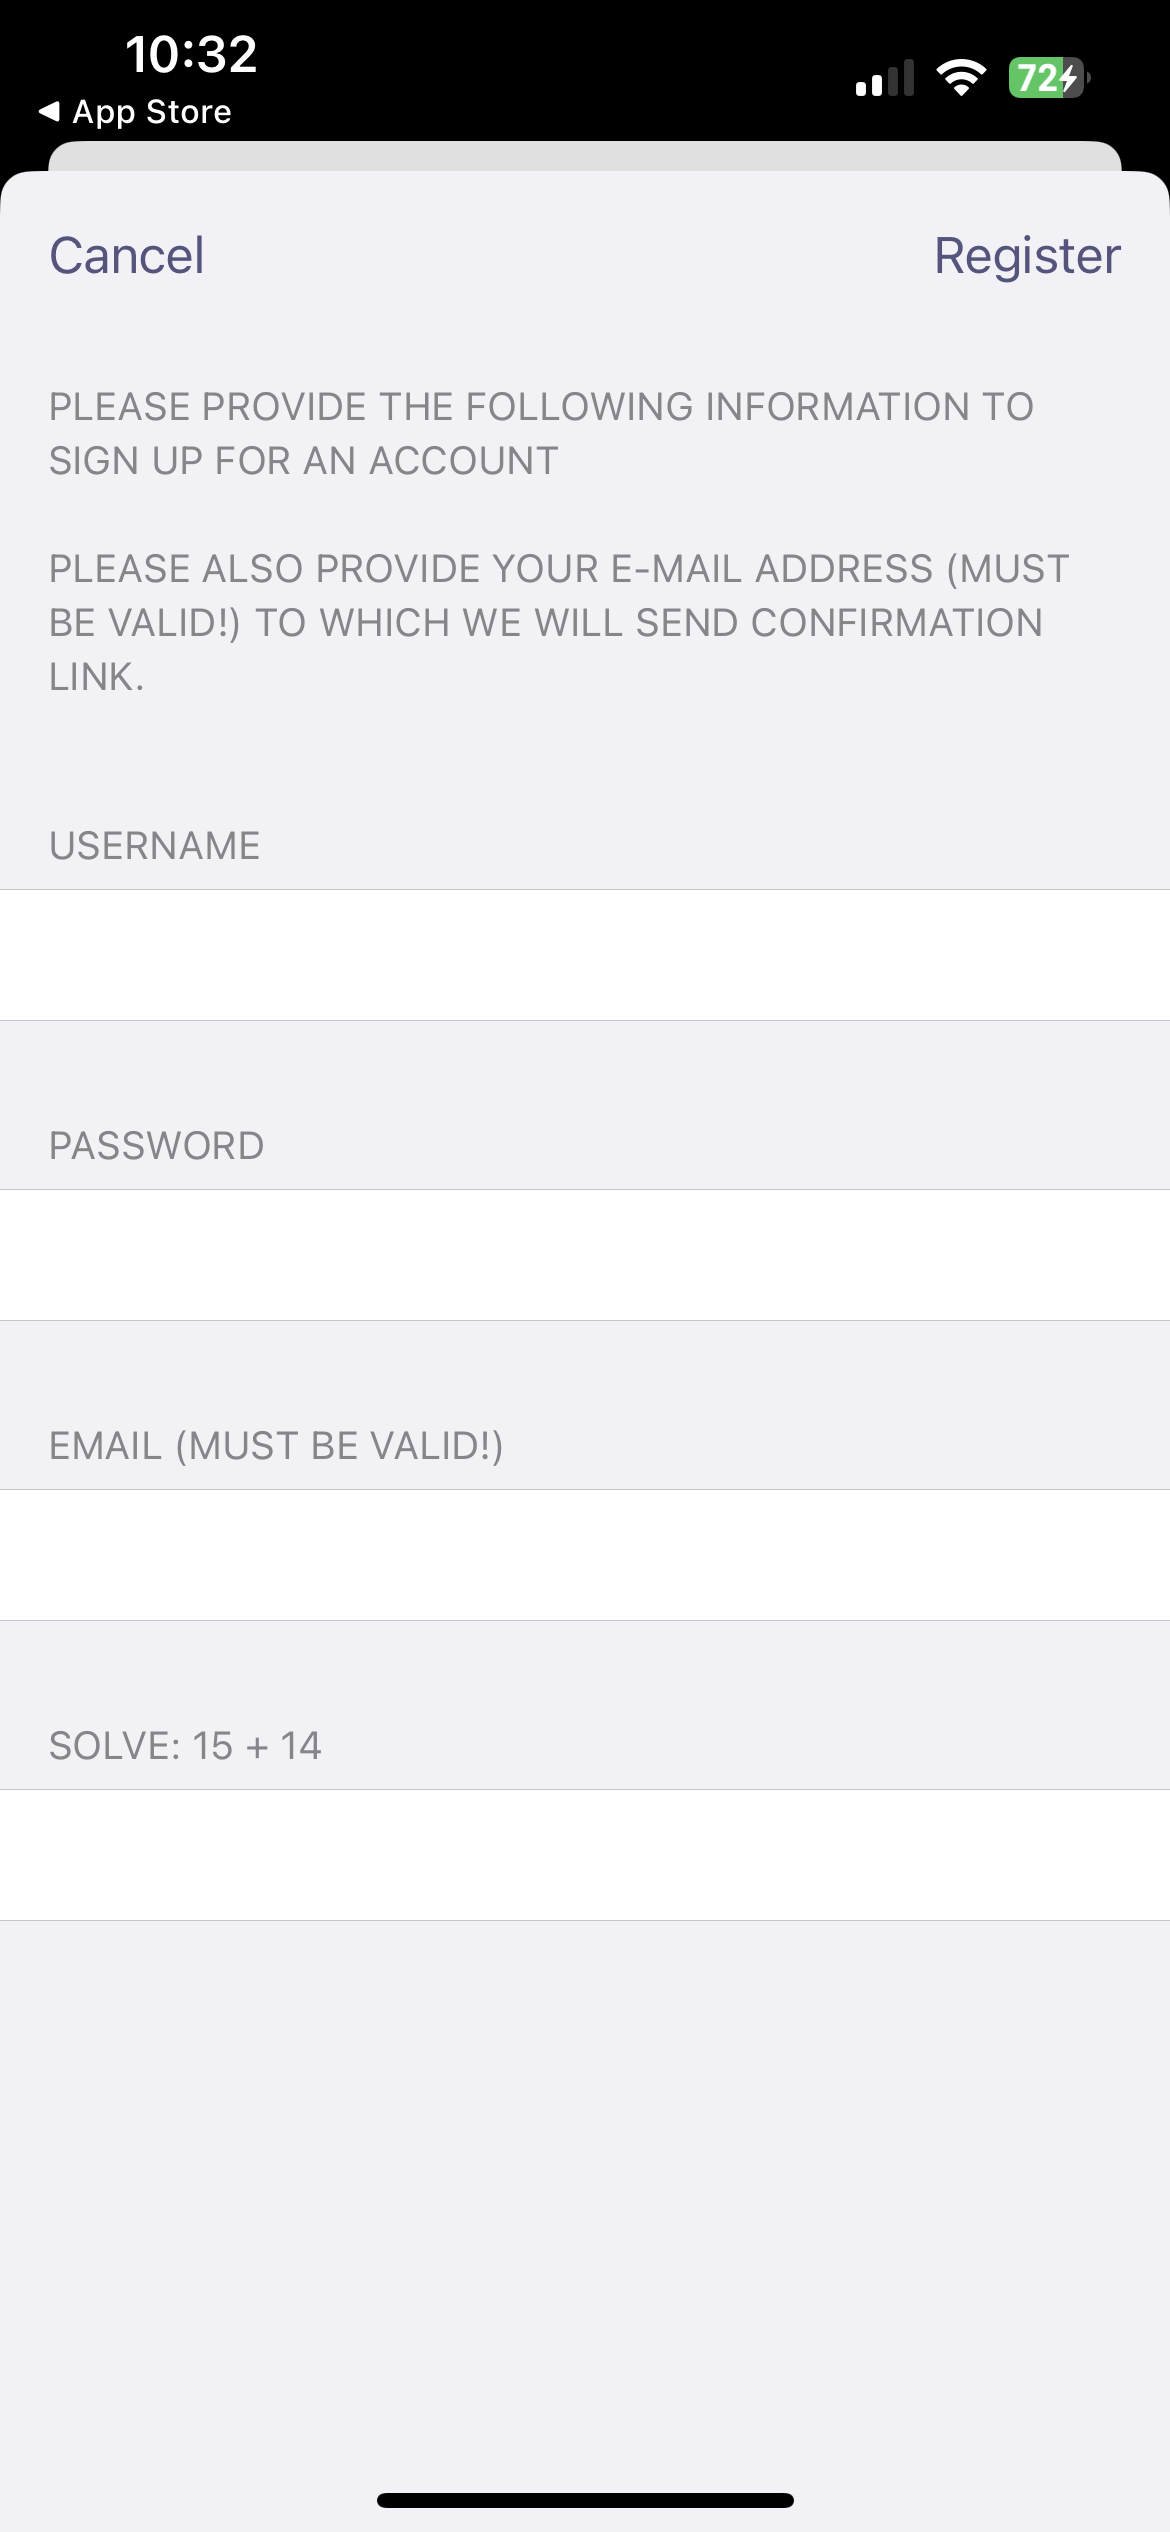 10:32
◀ App Store
72
Cancel
Register
PLEASE PROVIDE THE FOLLOWING INFORMATION TO
SIGN UP FOR AN ACCOUNT
PLEASE ALSO PROVIDE YOUR E-MAIL ADDRESS (MUST
BE VALID!) TO WHICH WE WILL SEND CONFIRMATION
LINK.
USERNAME
PASSWORD
EMAIL (MUST BE VALID!)
SOLVE: 15 + 14